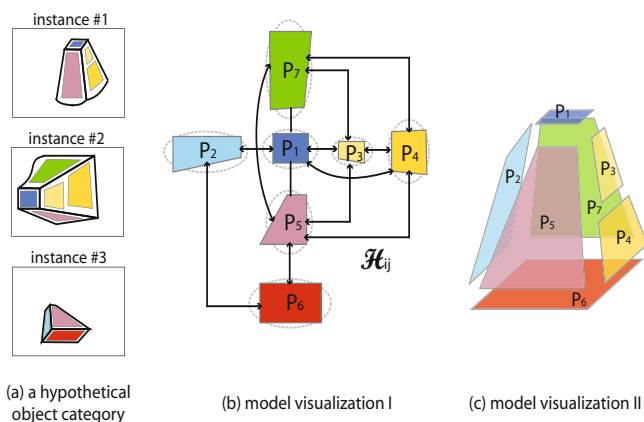 instance #1
instance #2
instance #3
(a) a hypothetical
object category
P7
P2
P1
P3
P4
P5
ℋij
P6
(b) model visualization I
P1
P2
P3
P5
P7
P4
P6
(c) model visualization II